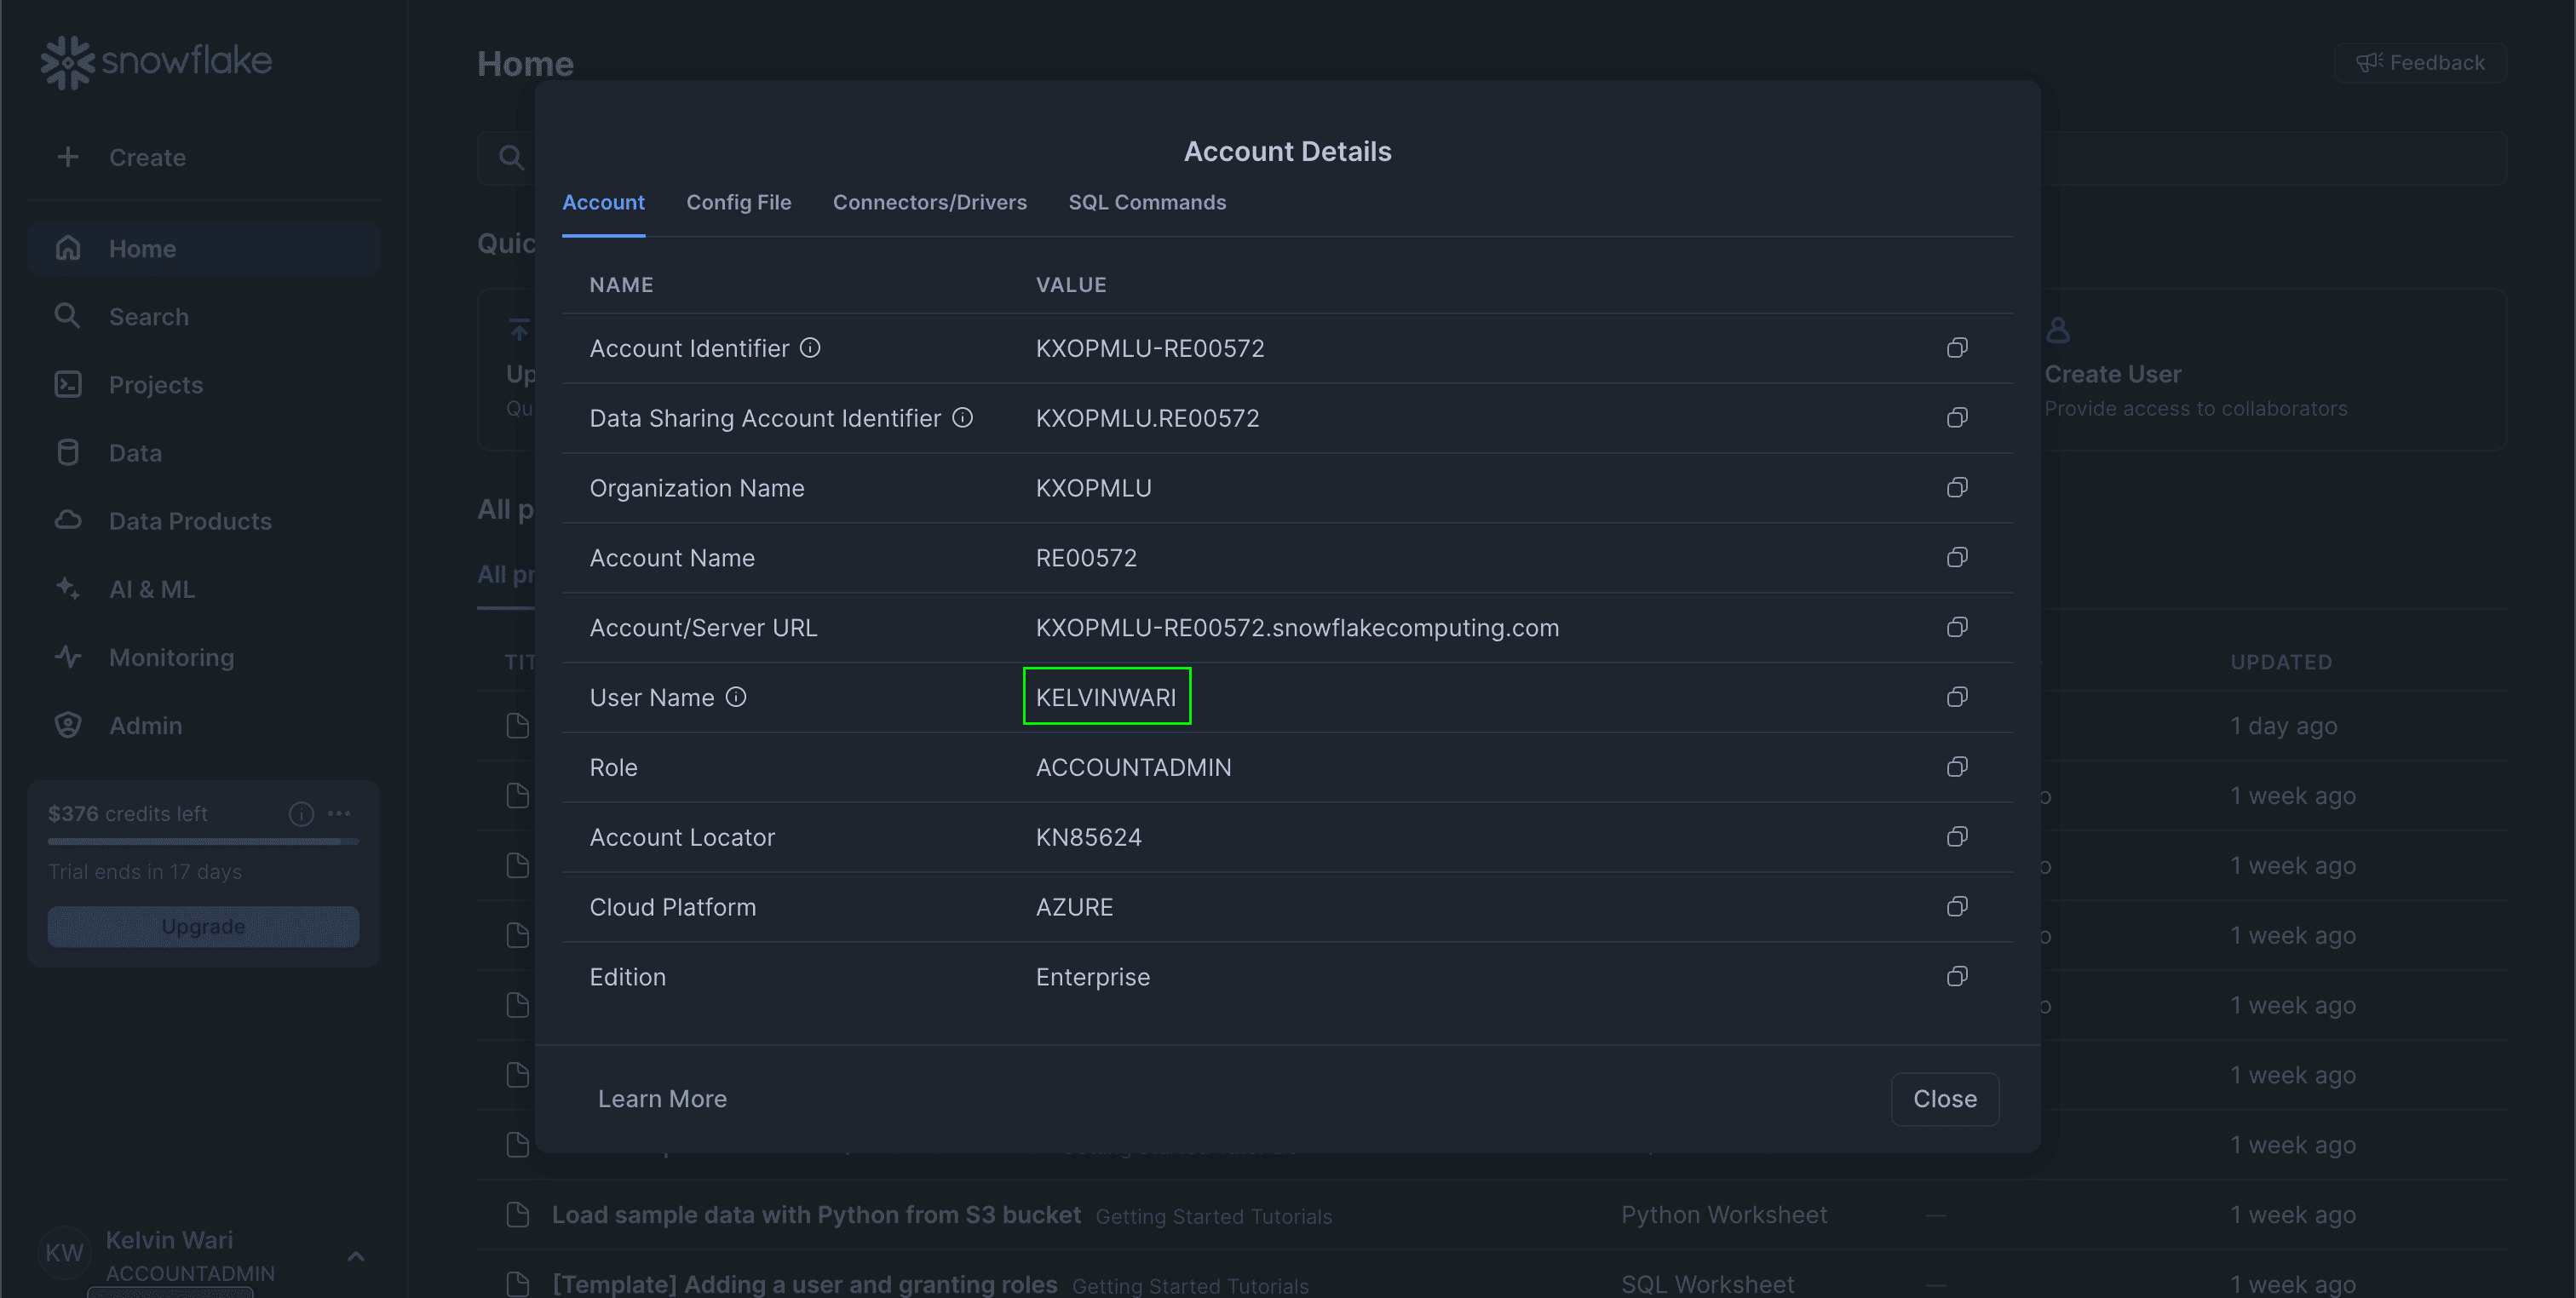 snowflake
Home
Feedback
Create
Account Details
Account Config File Connectors/Drivers SQL Commands
Home
Search
Projects
Data
Data Products
AI & ML
Monitoring
Admin
$376 credits left
Trial ends in 17 days
Upgrade
NAME VALUE
Account Identifier KXOPMLU-RE00572
Data Sharing Account Identifier KXOPMLU.RE00572
Organization Name KXOPMLU
Account Name RE00572
Account/Server URL KXOPMLU-RE00572.snowflakecomputing.com
User Name KELVINWARI
Role ACCOUNTADMIN
Account Locator KN85624
Cloud Platform AZURE
Edition Enterprise
Learn More Close
Create User
Provide access to collaborators
All
All
UPDATED
1 day ago
1 week ago
1 week ago
1 week ago
1 week ago
1 week ago
1 week ago
Load sample data with Python from S3 bucket Getting Started Tutorials Python Worksheet — 1 week ago
[Template] Adding a user and granting roles Getting Started Tutorials SQL Worksheet — 1 week ago
KW
Kelvin Wari
ACCOUNTADMIN